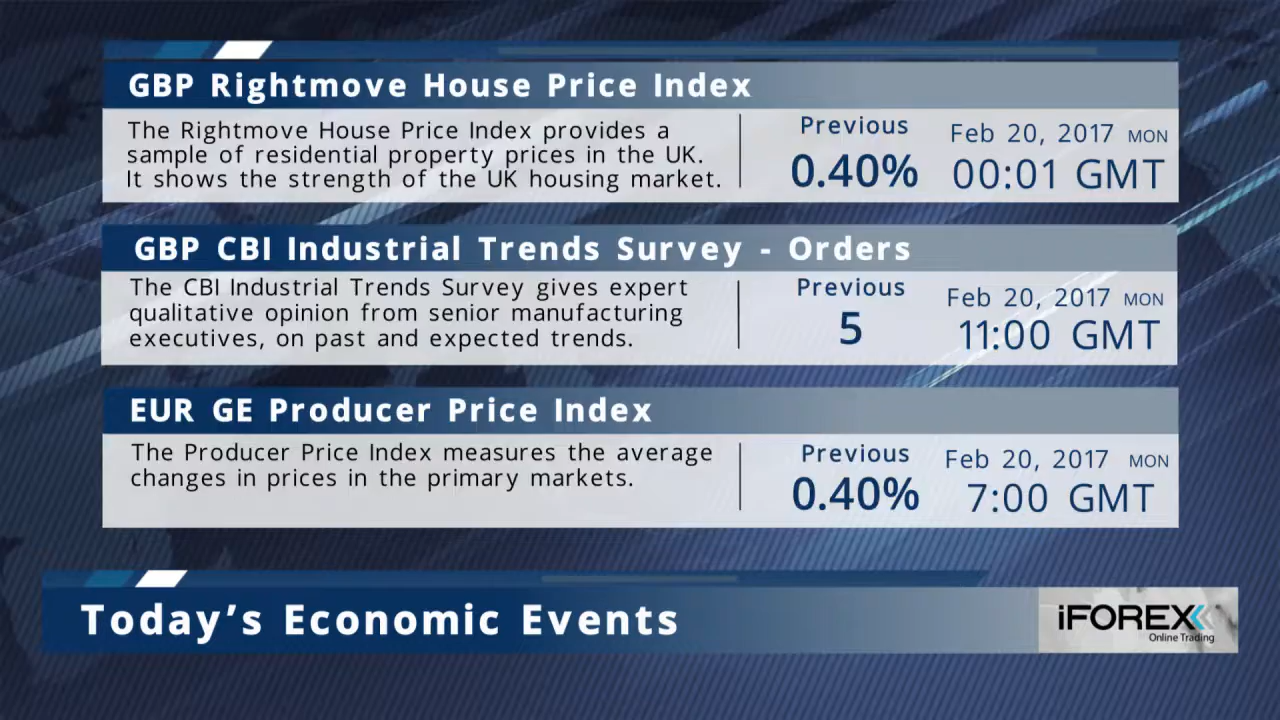 GBP Rightmove House Price Index
The Rightmove House Price Index provides a
sample of residential property prices in the UK.
It shows the strength of the UK housing market.
Previous
0.40%
Feb 20, 2017 MON
00:01 GMT
GBP CBI Industrial Trends Survey - Orders
The CBI Industrial Trends Survey gives expert
qualitative opinion from senior manufacturing
executives, on past and expected trends.
Previous
5
Feb 20, 2017 MON
11:00 GMT
EUR GE Producer Price Index
The Producer Price Index measures the average
changes in prices in the primary markets.
Previous
0.40%
Feb 20, 2017 MON
7:00 GMT
Today’s Economic Events
iFOREX
Online Trading